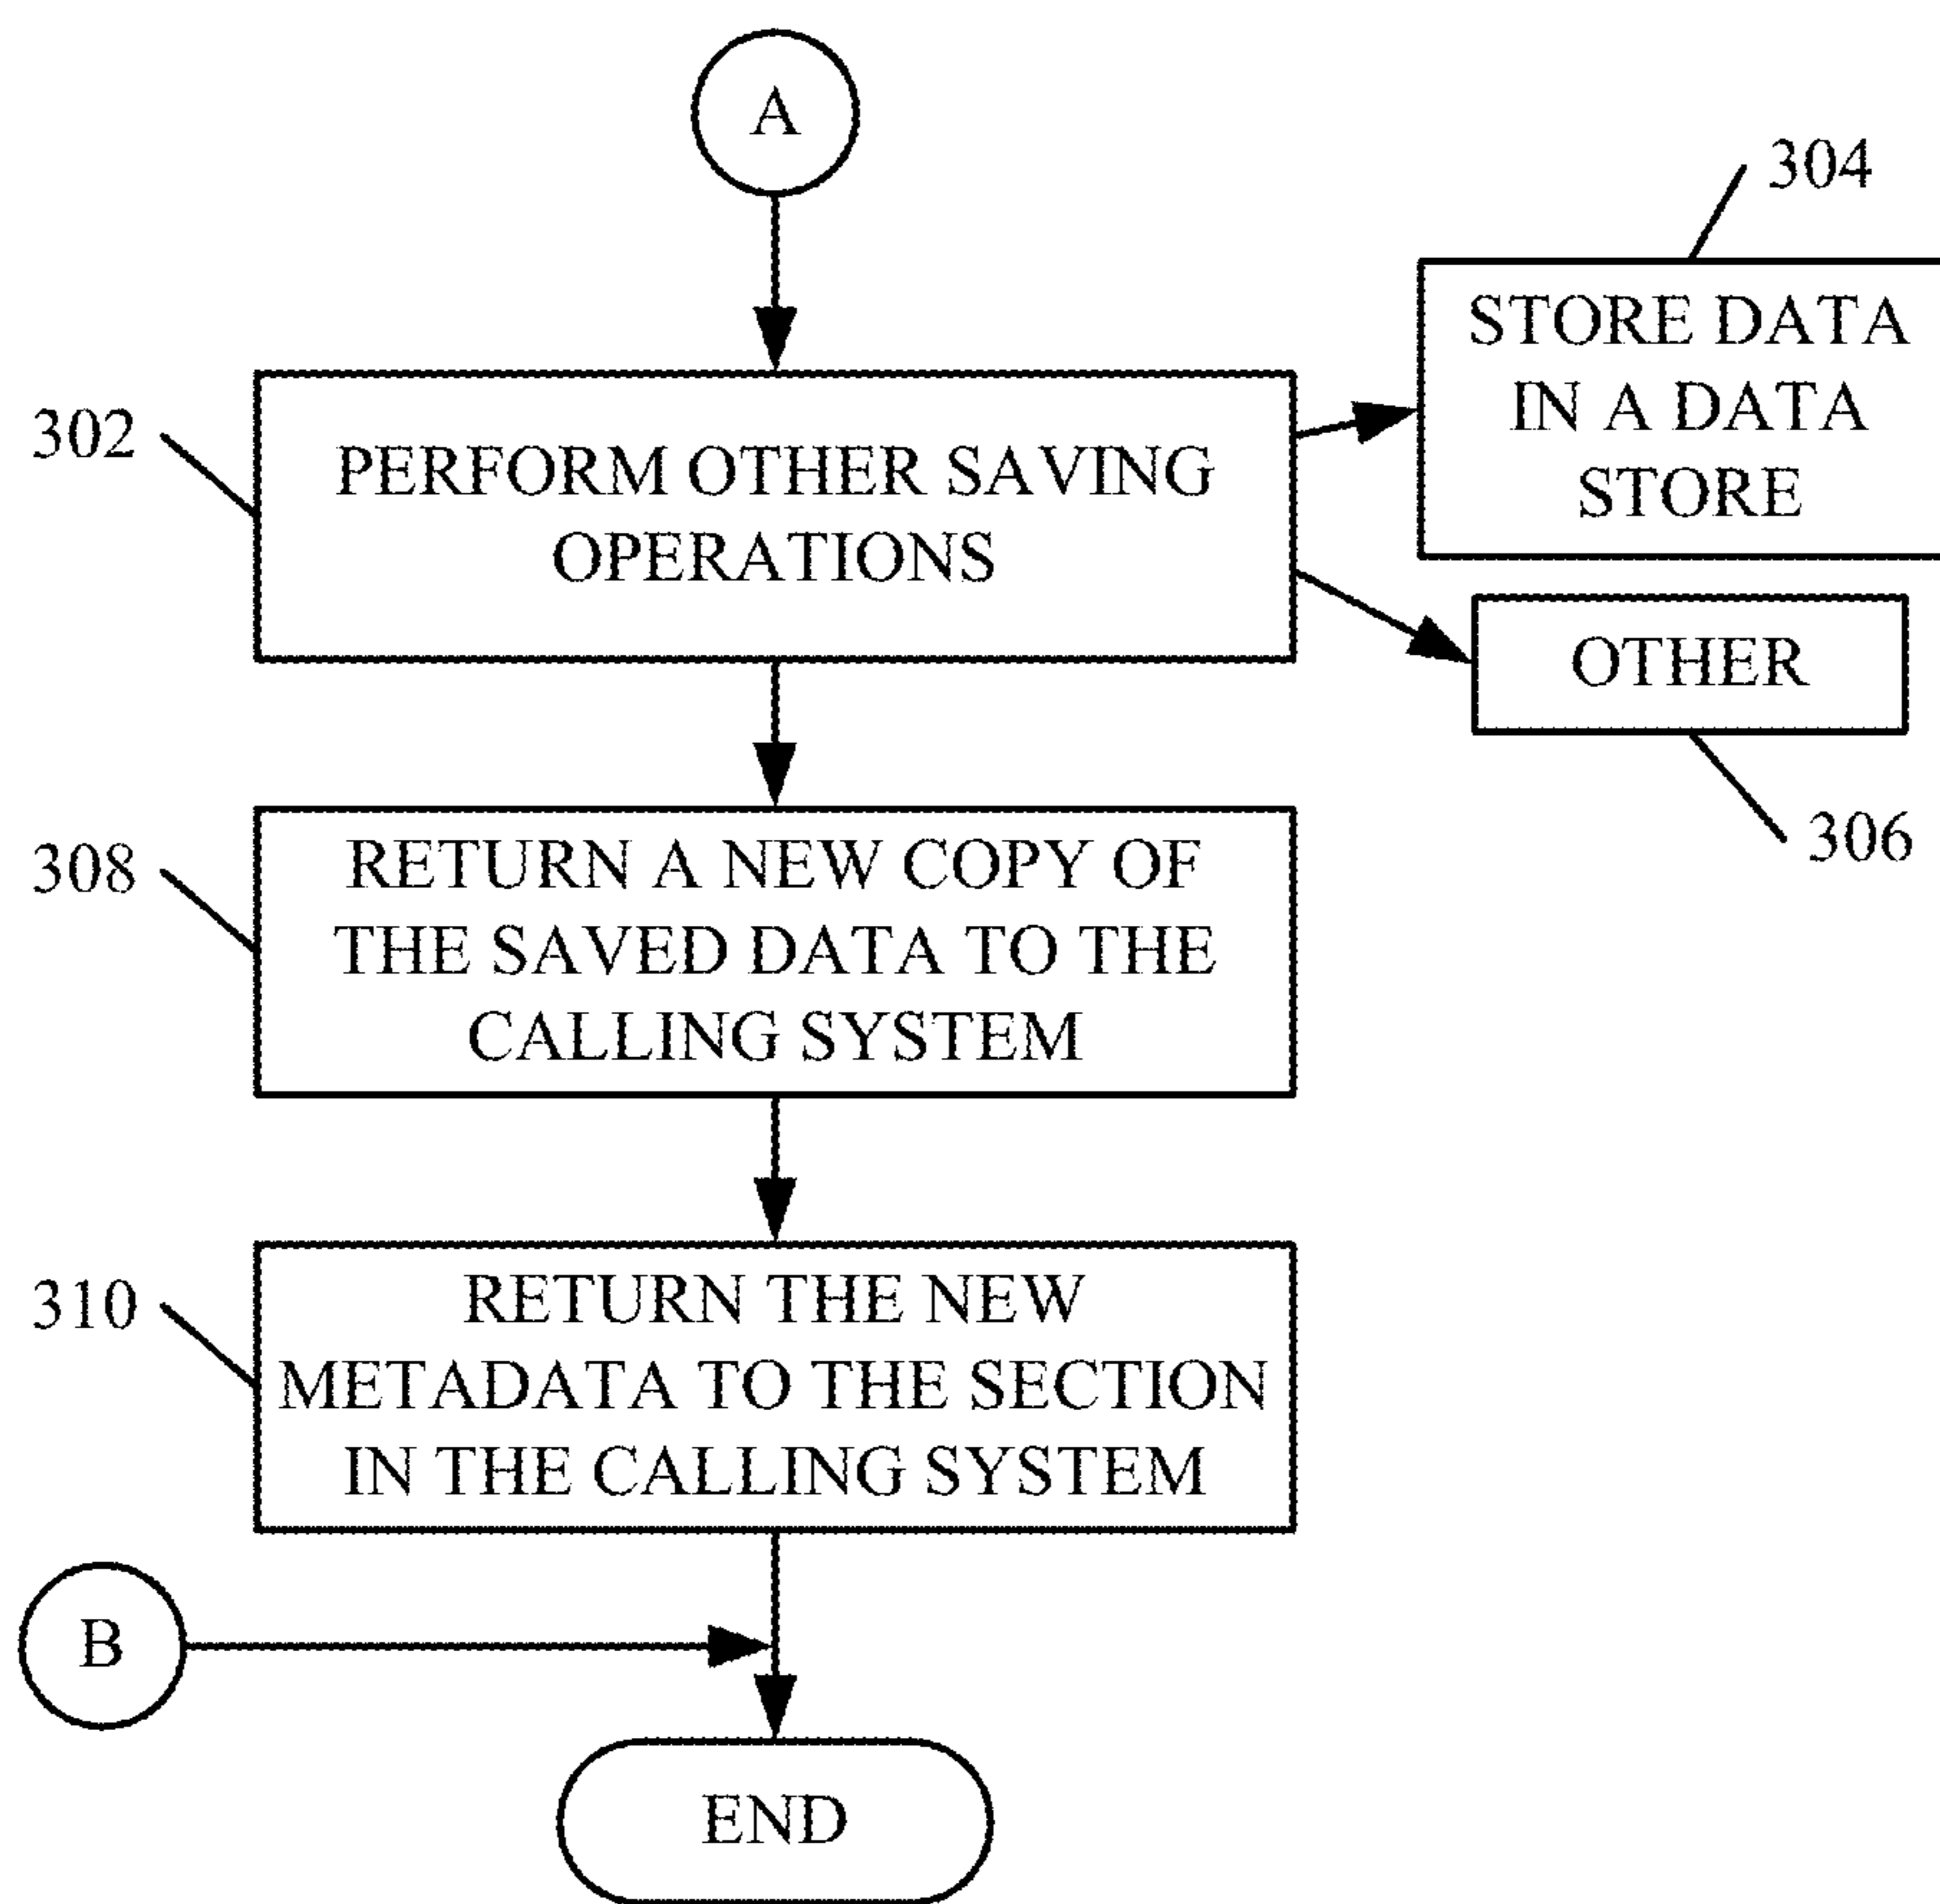 A
304
STORE DATA
IN A DATA
STORE
302
PERFORM OTHER SAVING
OPERATIONS
OTHER
306
308
RETURN A NEW COPY OF
THE SAVED DATA TO THE
CALLING SYSTEM
310
RETURN THE NEW
METADATA TO THE SECTION
IN THE CALLING SYSTEM
B
END